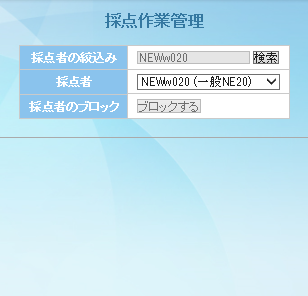 採点作業管理
採点者の絞込み NEWw020 検索
採点者 NEWw020 (一般NE20)
採点者のブロック ブロックする